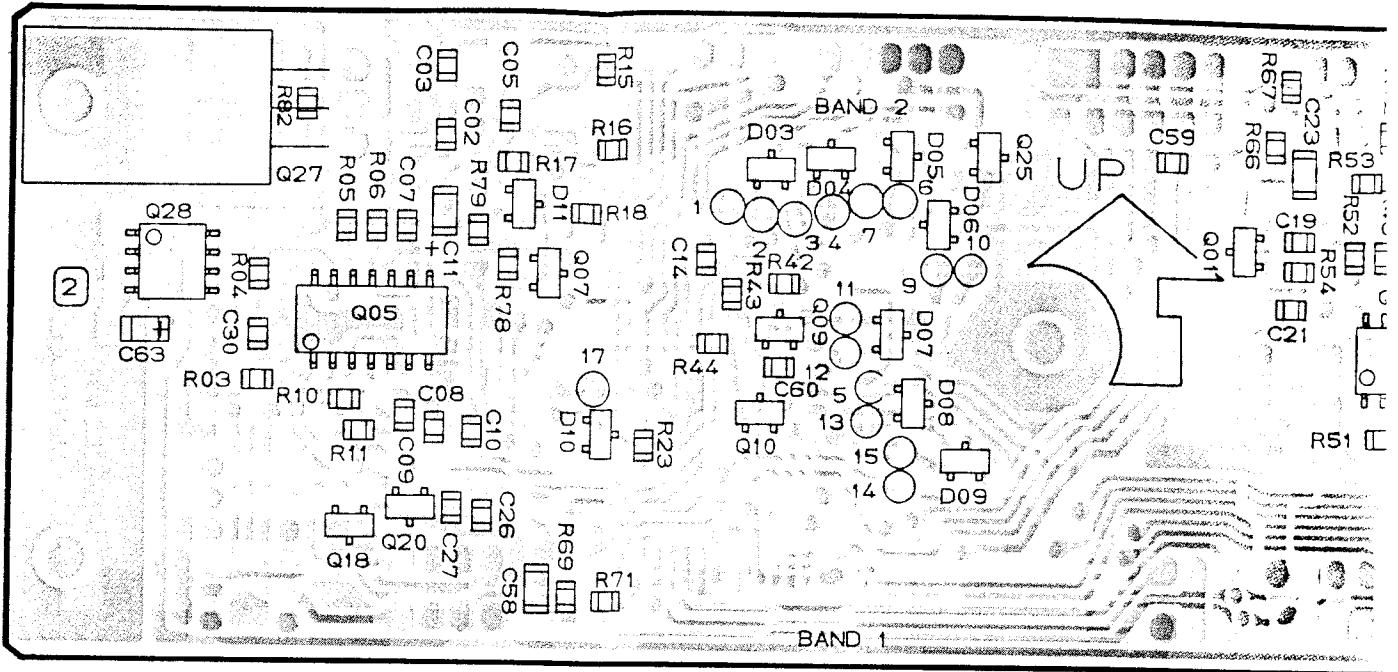 C03
C05
R15
R67
R82
BAND 2
C02
R16
D03
D05
Q25
C59
R66
C23
Q27
R05
R06
C07
R79
R17
D11
R18
D04
UP
R53
Q28
1
2
3
4
7
6
D06
10
9
C19
R52
Q011
R54
C21
2
R04
C11
+
Q07
R78
C14
R43
R42
11
Q09
D07
C63
+
C30
Q05
R44
12
C60
17
R03
R10
C08
R11
C09
C10
D10
R23
Q10
5
13
D08
15
14
D09
R51
Q18
Q20
C27
C26
C58
R69
R71
BAND 1